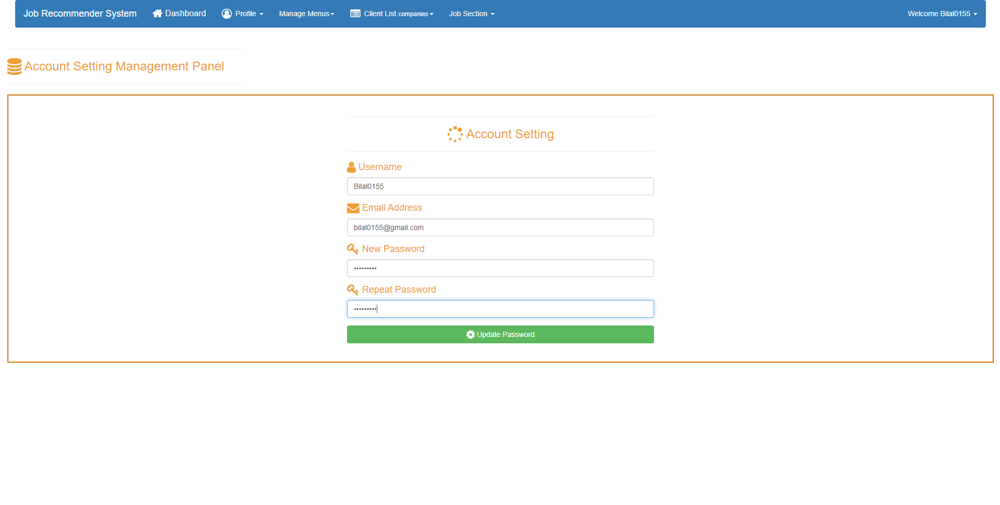 Job Recommender System Dashboard Profile Manage Menus Client List companies Job Section Welcome Bilal0155
Account Setting Management Panel
Account Setting
Username
Bilal0155
Email Address
bilal0155@gmail.com
New Password
•••••••••
Repeat Password
•••••••••
Update Password